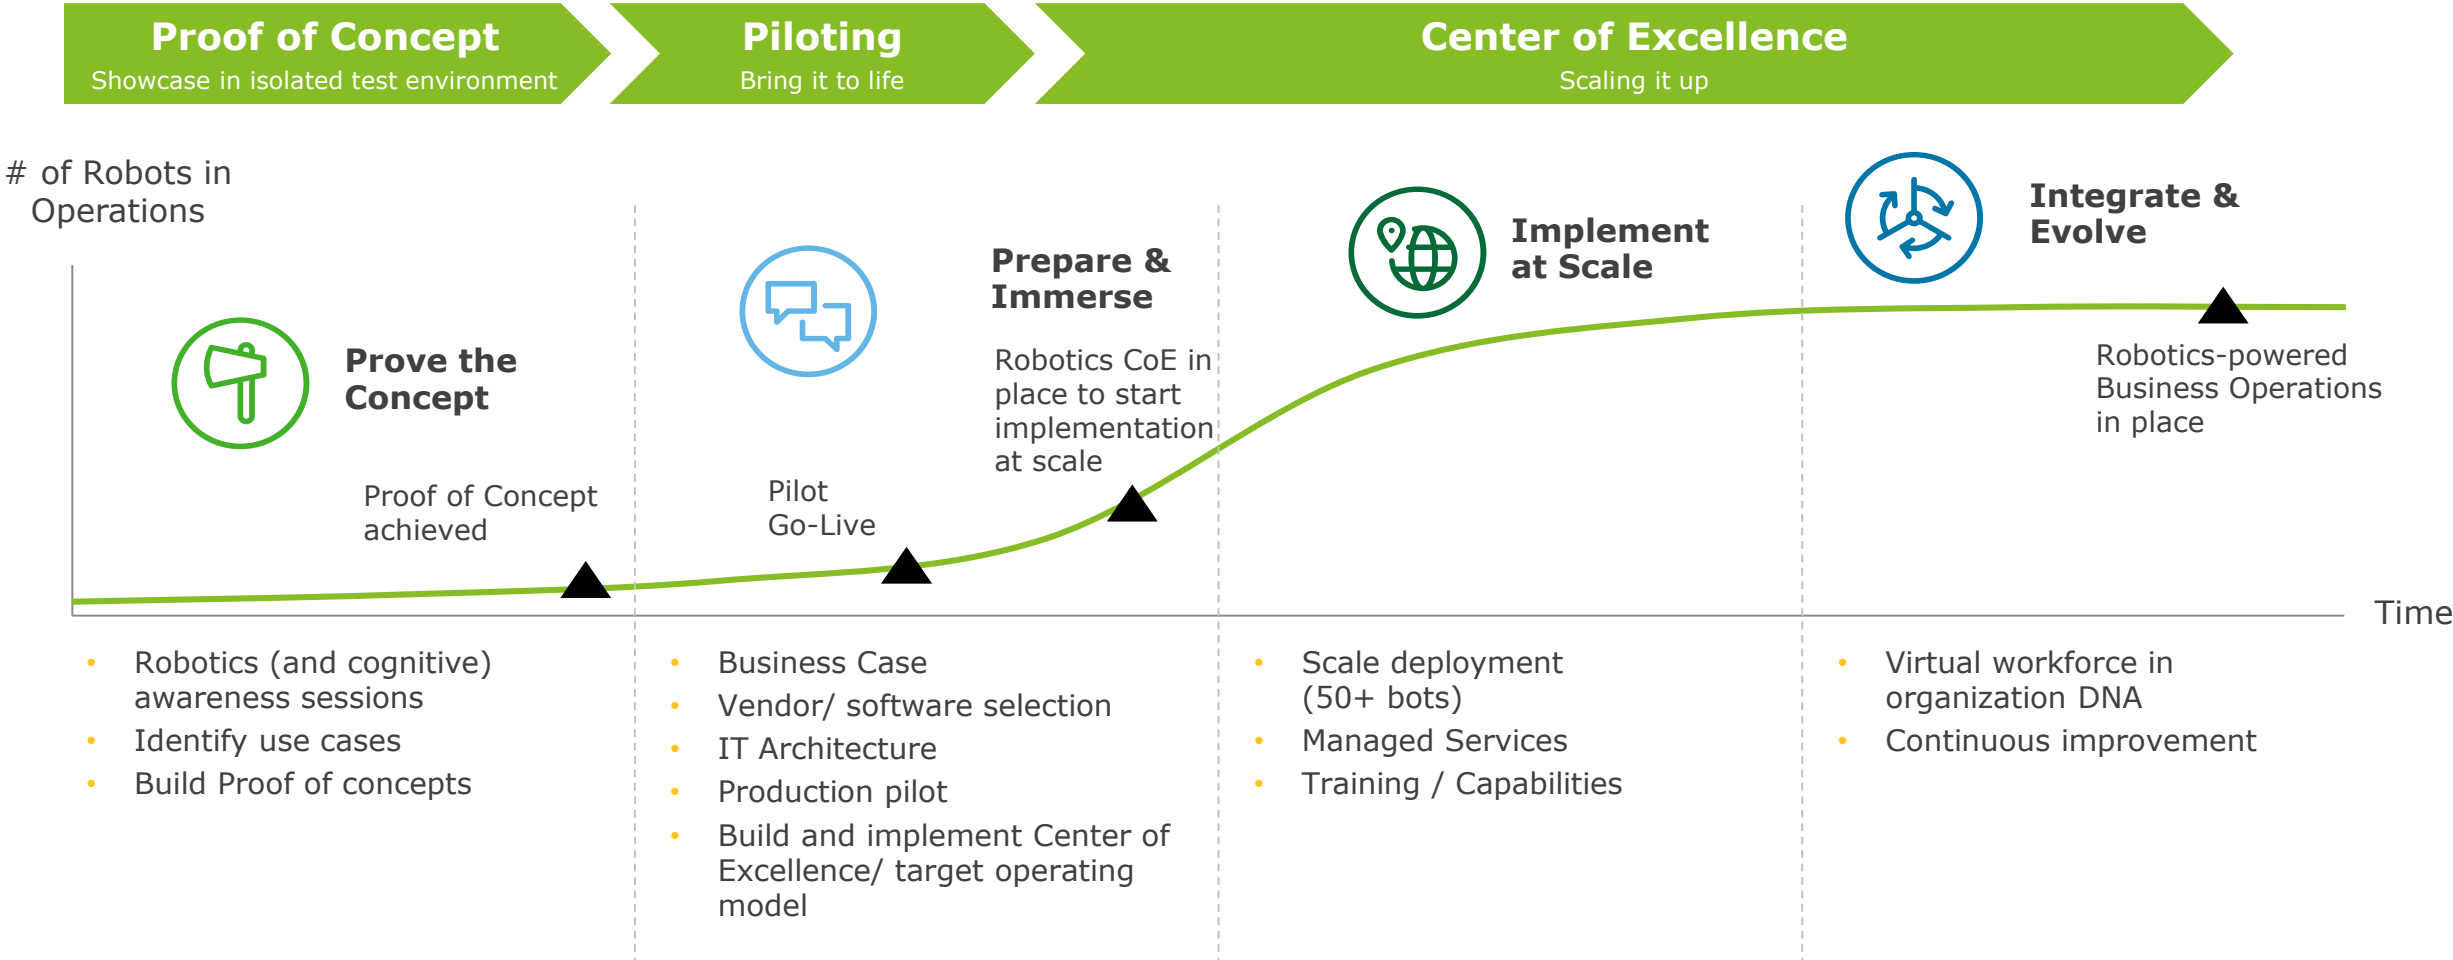 Proof of Concept
Showcase in isolated test environment
Piloting
Bring it to life
Center of Excellence
Scaling it up
# of Robots in
Operations
Prove the
Concept
Proof of Concept
achieved
Prepare &
Immerse
Pilot
Go-Live
Robotics CoE in
place to start
implementation
at scale
Implement
at Scale
Integrate &
Evolve
Robotics-powered
Business Operations
in place
Time
• Robotics (and cognitive)
awareness sessions
• Identify use cases
• Build Proof of concepts
• Business Case
• Vendor/ software selection
• IT Architecture
• Production pilot
• Build and implement Center of
Excellence/ target operating
model
• Scale deployment
(50+ bots)
• Managed Services
• Training / Capabilities
• Virtual workforce in
organization DNA
• Continuous improvement